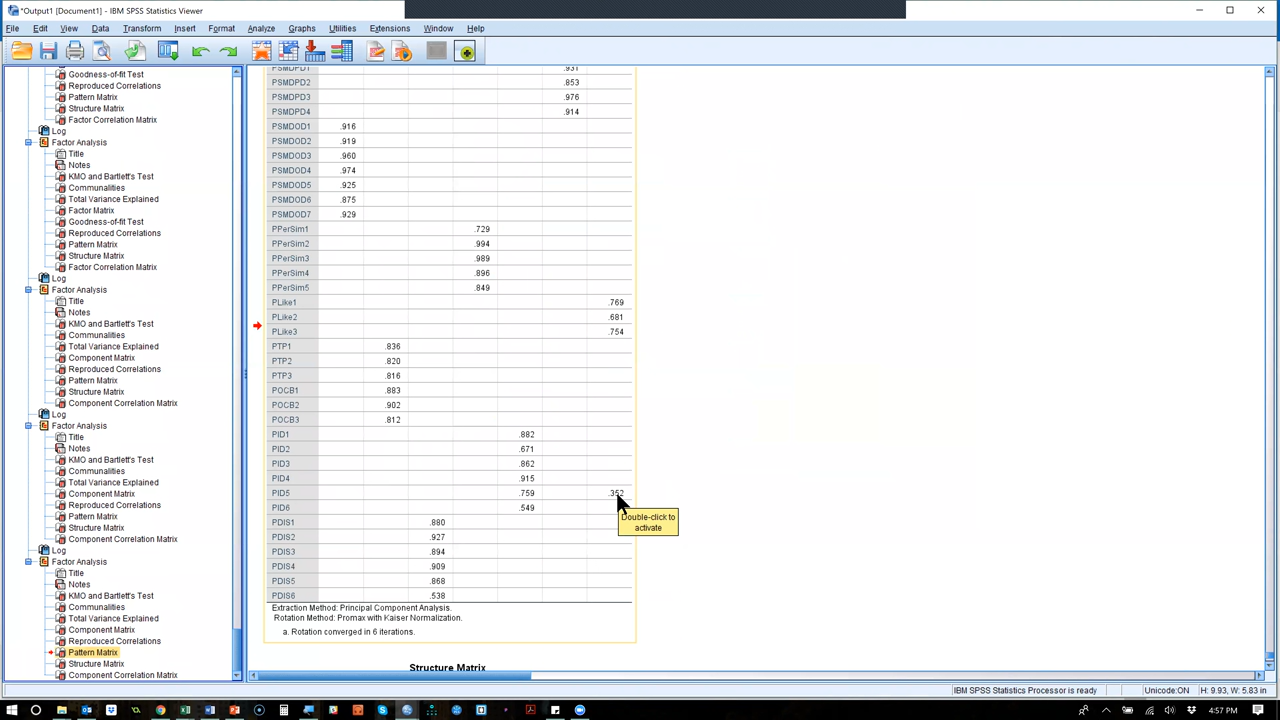 *Output1 [Document1] - IBM SPSS Statistics Viewer
File Edit View Data Transform Insert Format Analyze Graphs Utilities Extensions Window Help
Goodness-of-fit Test
Reproduced Correlations
Pattern Matrix
Structure Matrix
Factor Correlation Matrix
Log
Factor Analysis
Title
Notes
KMO and Bartlett's Test
Communalities
Total Variance Explained
Factor Matrix
Goodness-of-fit Test
Reproduced Correlations
Pattern Matrix
Structure Matrix
Factor Correlation Matrix
Log
Factor Analysis
Title
Notes
KMO and Bartlett's Test
Communalities
Total Variance Explained
Component Matrix
Reproduced Correlations
Pattern Matrix
Structure Matrix
Component Correlation Matrix
Log
Factor Analysis
Title
Notes
KMO and Bartlett's Test
Communalities
Total Variance Explained
Component Matrix
Reproduced Correlations
Pattern Matrix
Structure Matrix
Component Correlation Matrix
Log
Factor Analysis
Title
Notes
KMO and Bartlett's Test
Communalities
Total Variance Explained
Component Matrix
Reproduced Correlations
Pattern Matrix
Structure Matrix
Component Correlation Matrix
PSMDPD1 .931
PSMDPD2 .853
PSMDPD3 .976
PSMDPD4 .914
PSMDOD1 .916
PSMDOD2 .919
PSMDOD3 .960
PSMDOD4 .974
PSMDOD5 .925
PSMDOD6 .875
PSMDOD7 .929
PPerSim1 .729
PPerSim2 .994
PPerSim3 .989
PPerSim4 .896
PPerSim5 .849
PLike1 .769
PLike2 .681
PLike3 .754
PTP1 .836
PTP2 .820
PTP3 .816
POCB1 .883
POCB2 .902
POCB3 .812
PID1 .882
PID2 .671
PID3 .862
PID4 .915
PID5 .759 .352
PID6 .549
PDIS1 .880
PDIS2 .927
PDIS3 .894
PDIS4 .909
PDIS5 .868
PDIS6 .538
Double-click to
activate
Extraction Method: Principal Component Analysis.
Rotation Method: Promax with Kaiser Normalization.
a. Rotation converged in 6 iterations.
Structure Matrix
IBM SPSS Statistics Processor is ready Unicode:ON H: 9.93, W: 5.83 in
4:57 PM